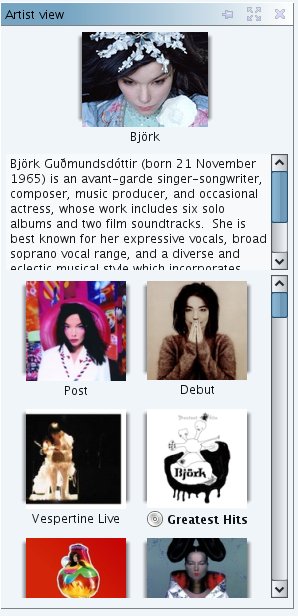 Artist view
Björk
Björk Guðmundsdóttir (born 21 November
1965) is an avant-garde singer-songwriter,
composer, music producer, and occasional
actress, whose work includes six solo
albums and two film soundtracks.  She is
best known for her expressive vocals, broad
soprano vocal range, and a diverse and
eclectic musical style which incorporates
Post
Debut
Greatest Hits
Björk
Vespertine Live
Greatest Hits